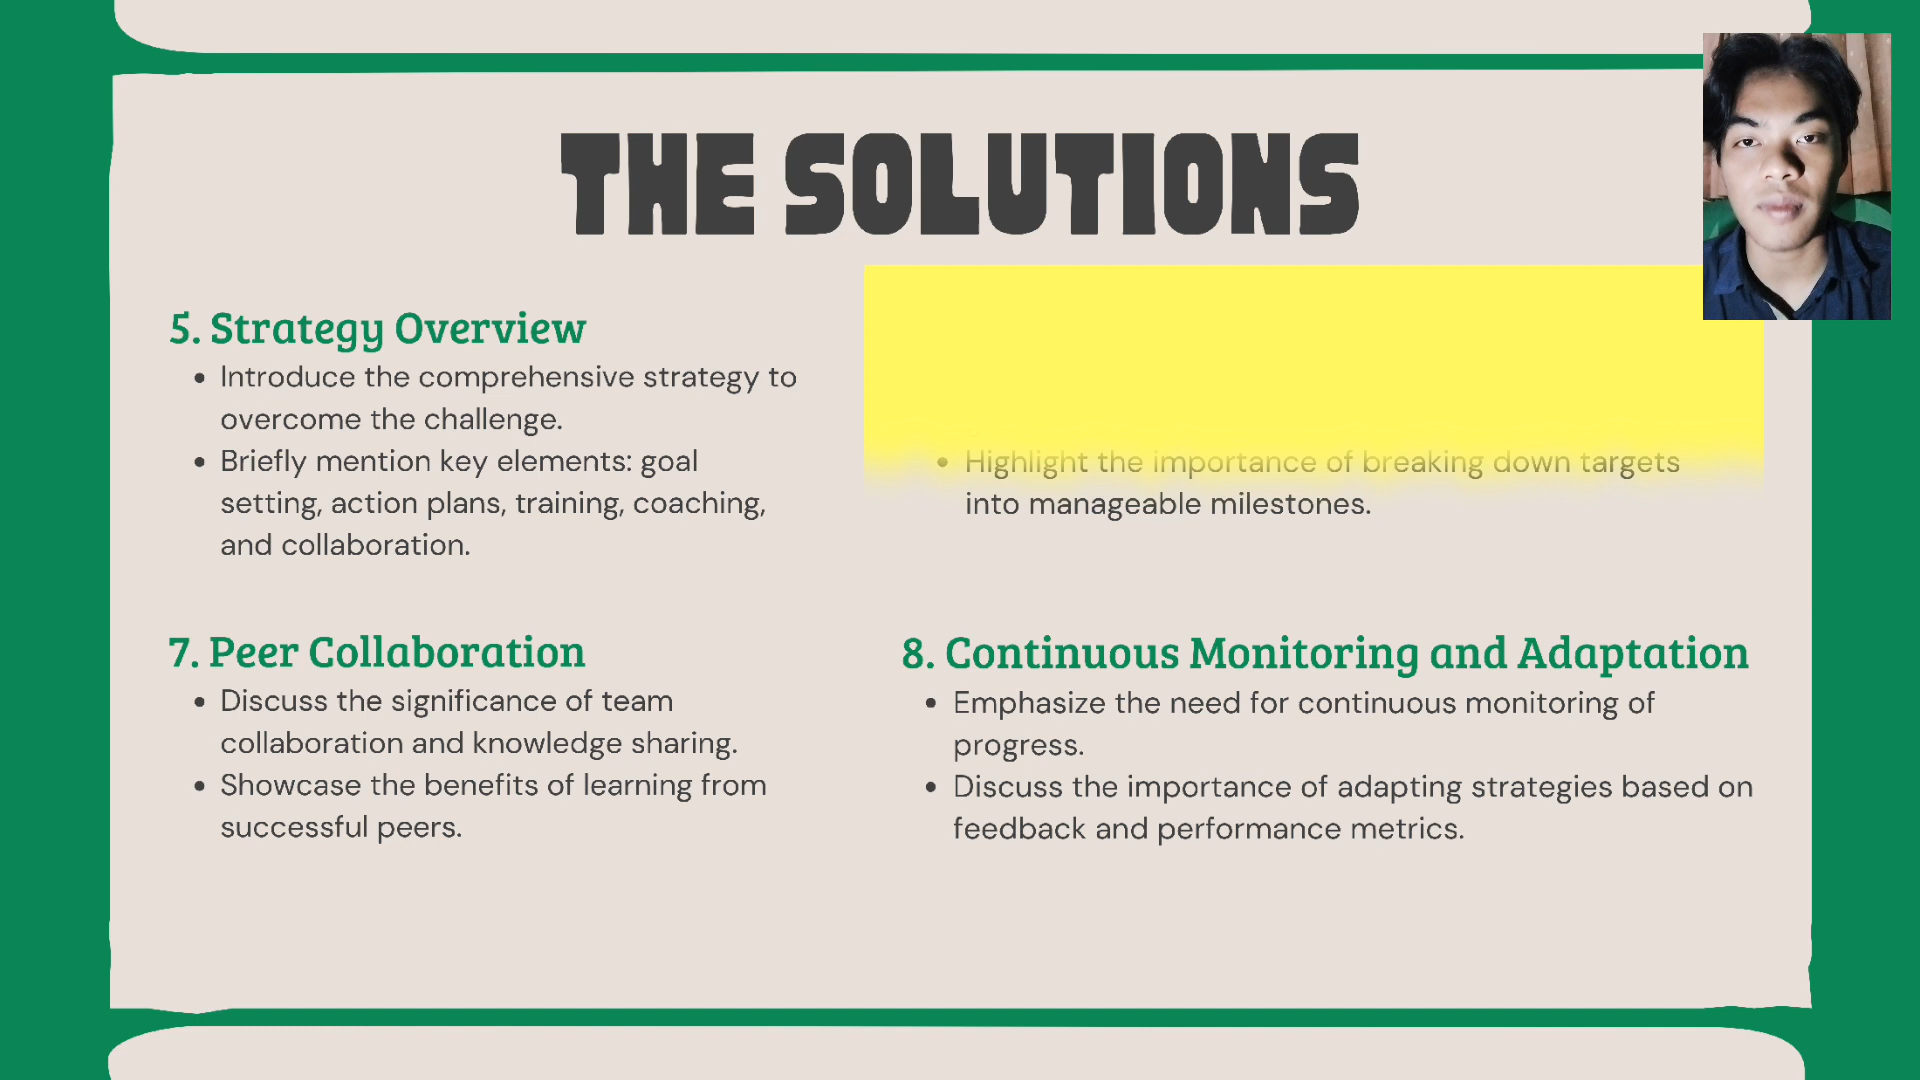 THE SOLUTIONS
5. Strategy Overview
• Introduce the comprehensive strategy to
overcome the challenge.
• Briefly mention key elements: goal
setting, action plans, training, coaching,
and collaboration.
• Highlight the importance of breaking down targets
into manageable milestones.
7. Peer Collaboration
• Discuss the significance of team
collaboration and knowledge sharing.
• Showcase the benefits of learning from
successful peers.
8. Continuous Monitoring and Adaptation
• Emphasize the need for continuous monitoring of
progress.
• Discuss the importance of adapting strategies based on
feedback and performance metrics.